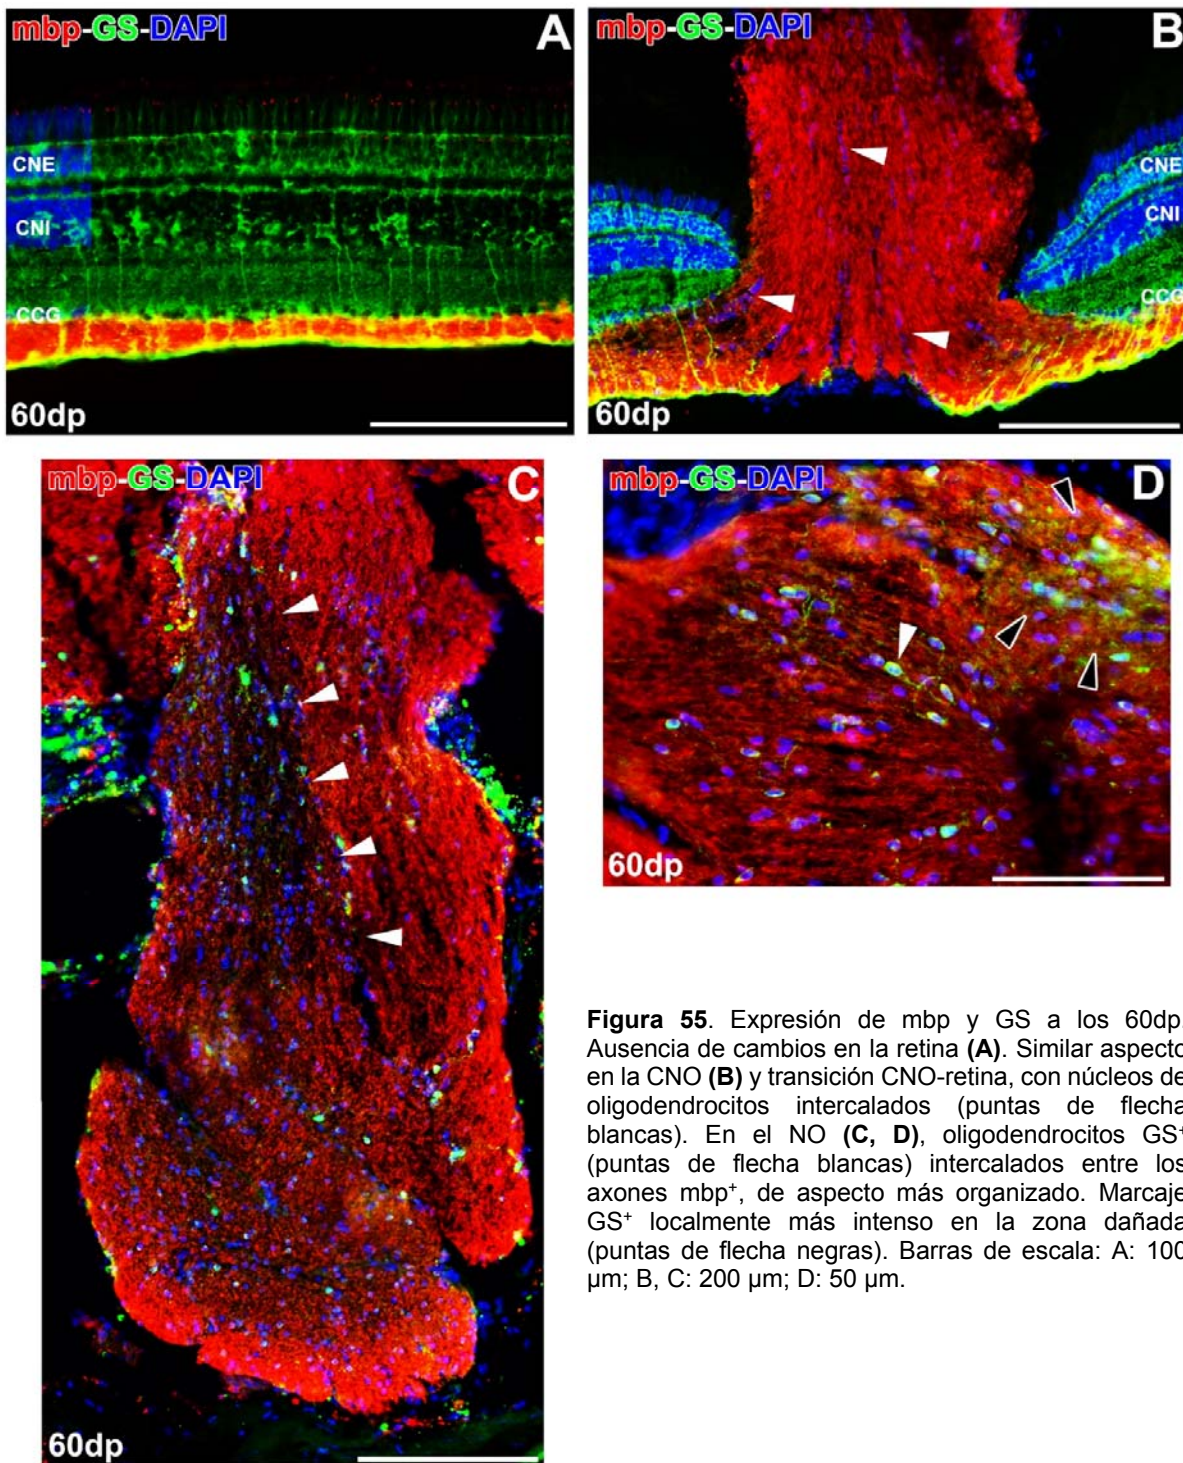 mbp-GS-DAPI A
CNE
CNI
CCG
60dp
mbp-GS-DAPI B
CNE
CNI
CCG
60dp
mbp-GS-DAPI C
60dp
mbp-GS-DAPI D
60dp
Figura 55. Expresión de mbp y GS a los 60dp.
Ausencia de cambios en la retina (A). Similar aspecto
en la CNO (B) y transición CNO-retina, con núcleos de
oligodendrocitos intercalados (puntas de flecha
blancas). En el NO (C, D), oligodendrocitos GS⁺
(puntas de flecha blancas) intercalados entre los
axones mbp⁺, de aspecto más organizado. Marcaje
GS⁺ localmente más intenso en la zona dañada
(puntas de flecha negras). Barras de escala: A: 100
µm; B, C: 200 µm; D: 50 µm.